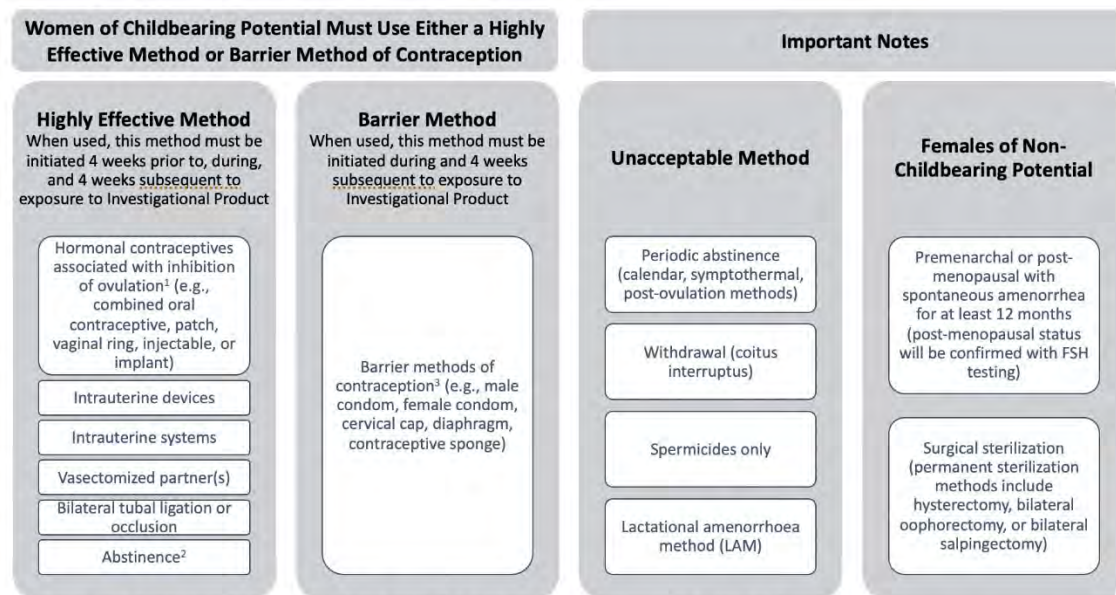 Women of Childbearing Potential Must Use Either a Highly
Effective Method or Barrier Method of Contraception
Important Notes
Highly Effective Method
When used, this method must be
initiated 4 weeks prior to, during,
and 4 weeks subsequent to
exposure to Investigational Product
Hormonal contraceptives
associated with inhibition
of ovulation¹ (e.g.,
combined oral
contraceptive, patch,
vaginal ring, injectable, or
implant)
Intrauterine devices
Intrauterine systems
Vasectomized partner(s)
Bilateral tubal ligation or
occlusion
Abstinence²
Barrier Method
When used, this method must be
initiated during and 4 weeks
subsequent to exposure to
Investigational Product
Barrier methods of
contraception³ (e.g., male
condom, female condom,
cervical cap, diaphragm,
contraceptive sponge)
Unacceptable Method
Periodic abstinence
(calendar, symptothermal,
post-ovulation methods)
Withdrawal (coitus
interruptus)
Spermicides only
Lactational amenorrhoea
method (LAM)
Females of Non-
Childbearing Potential
Premenarchal or post-
menopausal with
spontaneous amenorrhea
for at least 12 months
(post-menopausal status
will be confirmed with FSH
testing)
Surgical sterilization
(permanent sterilization
methods include
hysterectomy, bilateral
oophorectomy, or bilateral
salpingectomy)